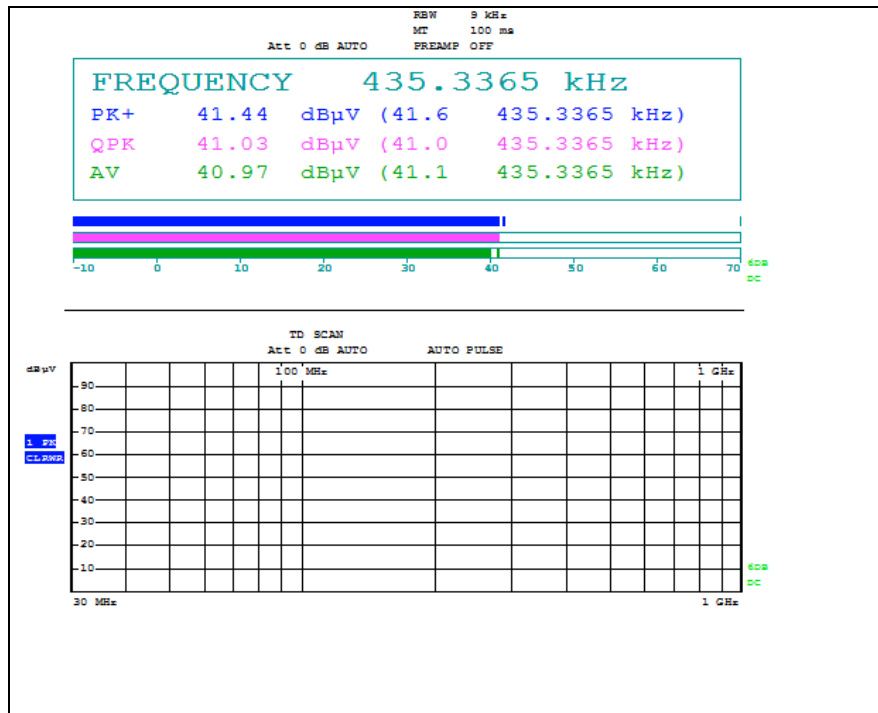 RBW 9 kHz
MT 100 ms
Att 0 dB AUTO PREAMP OFF
FREQUENCY 435.3365 kHz
PK+ 41.44 dBµV (41.6 435.3365 kHz)
QPK 41.03 dBµV (41.0 435.3365 kHz)
AV 40.97 dBµV (41.1 435.3365 kHz)
-10 0 10 20 30 40 50 60 70
6DB
DC
TD SCAN
Att 0 dB AUTO AUTO PULSE
dBµV
100 MHz 1 GHz
90
80
70
1 PK
CLRWR
60
50
40
30
20
10
6DB
DC
30 MHz 1 GHz